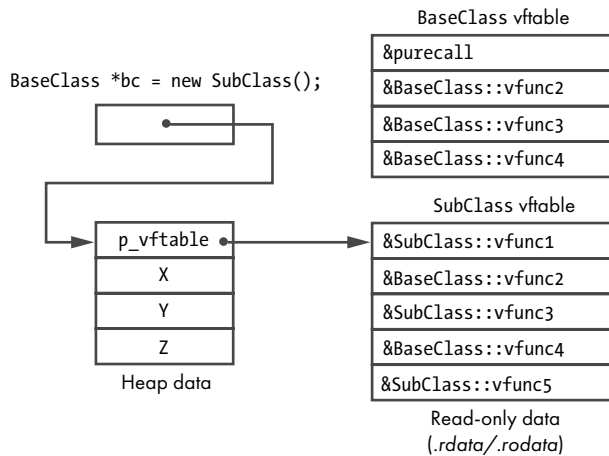 BaseClass vftable
&purecall
&BaseClass::vfunc2
&BaseClass::vfunc3
&BaseClass::vfunc4
BaseClass *bc = new SubClass();
p_vftable
X
Y
Z
Heap data
SubClass vftable
&SubClass::vfunc1
&BaseClass::vfunc2
&SubClass::vfunc3
&BaseClass::vfunc4
&SubClass::vfunc5
Read-only data
(.rdata/.rodata)